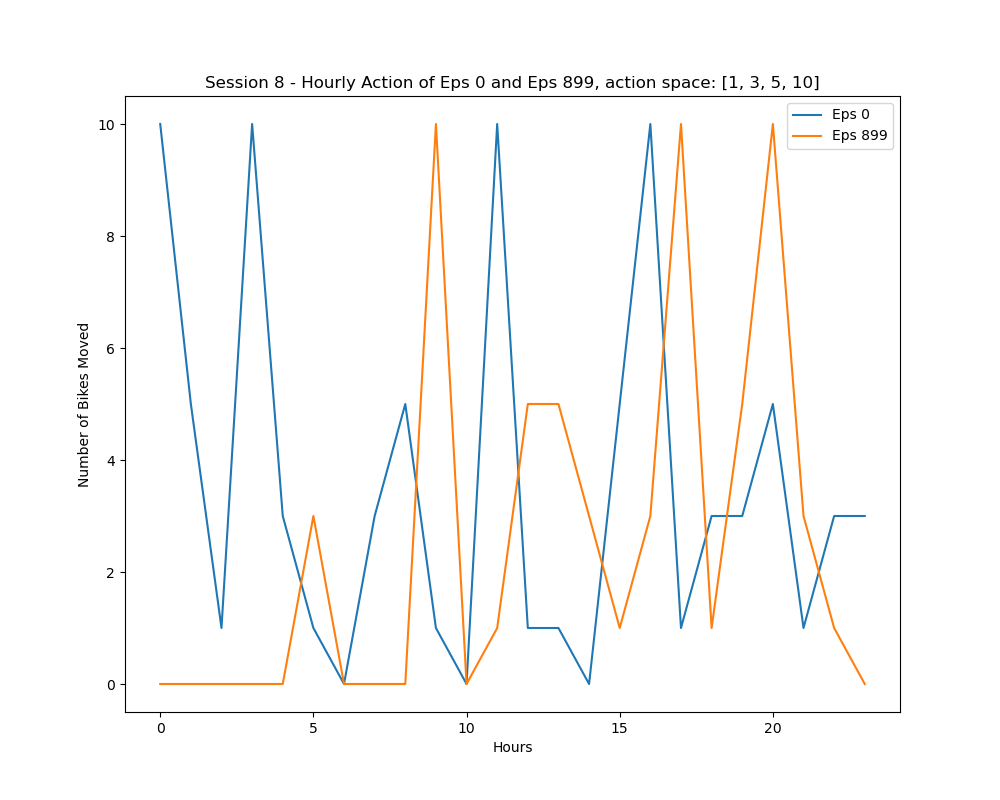 Session 8 - Hourly Action of Eps 0 and Eps 899, action space: [1, 3, 5, 10]
Eps 0
Eps 899
10
8
6
4
2
0
Number of Bikes Moved
0 5 10 15 20
Hours